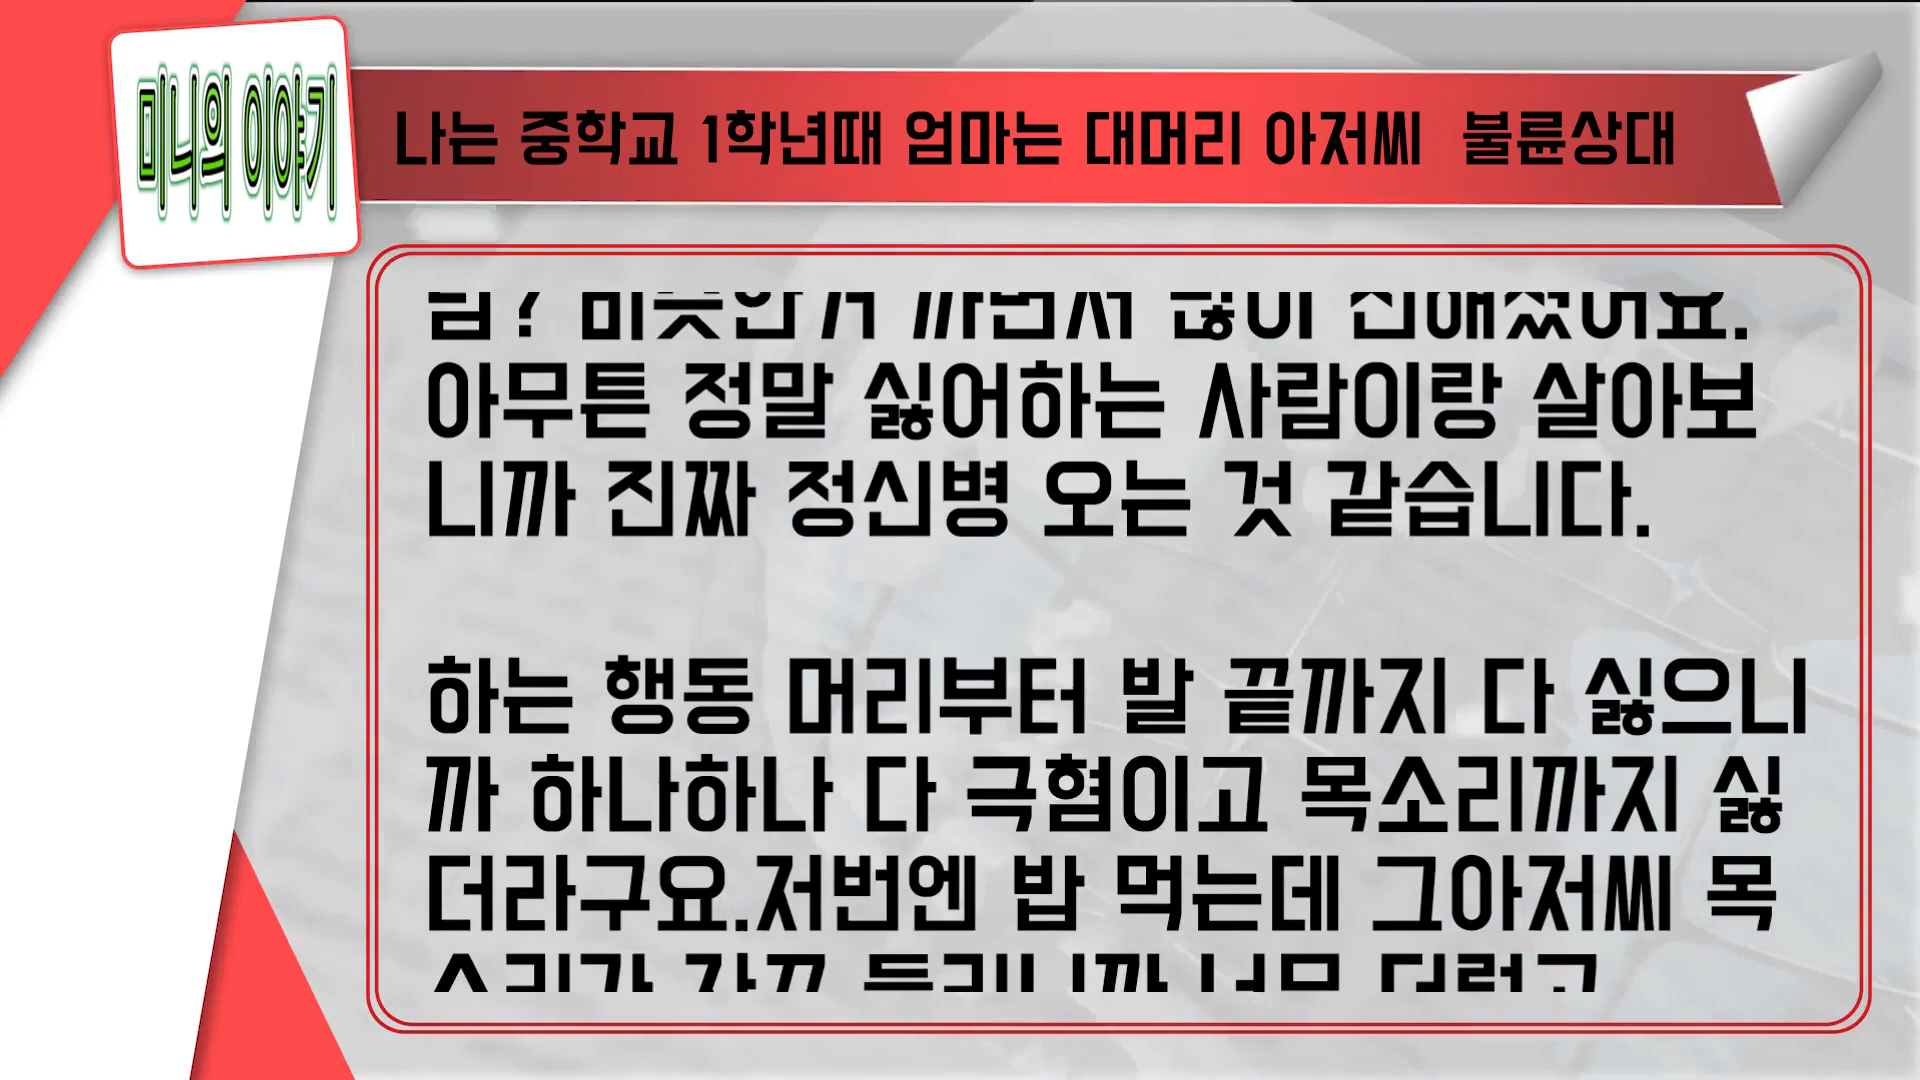 미니의 이야기
나는 중학교 1학년때 엄마는 대머리 아저씨 불륜상대
아무튼 정말 싫어하는 사람이랑 살아보
니까 진짜 정신병 오는 것 같습니다.
하는 행동 머리부터 발 끝까지 다 싫으니
까 하나하나 다 극혐이고 목소리까지 싫
더라구요.저번엔 밥 먹는데 그아저씨 목